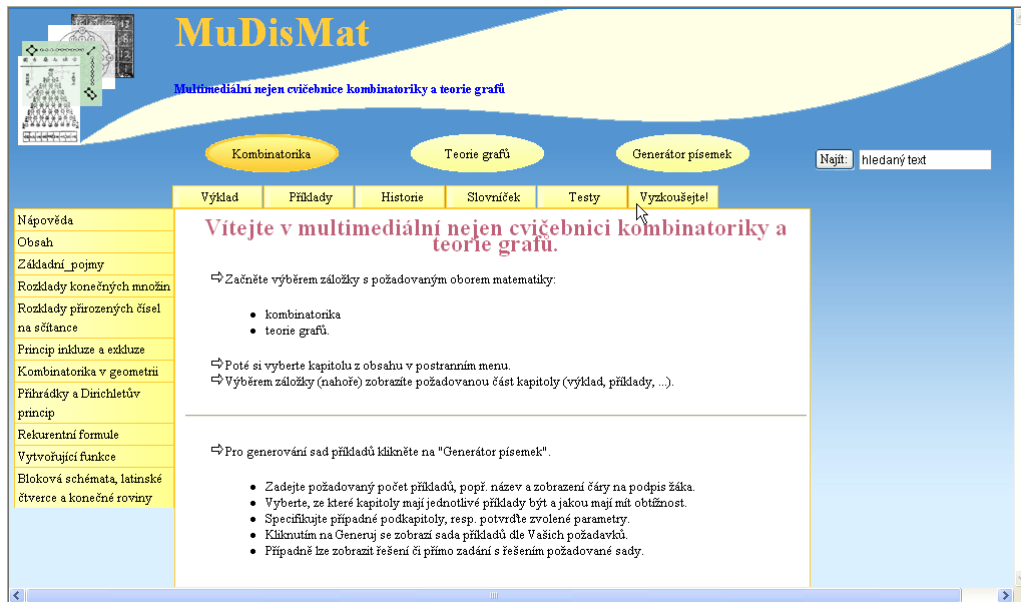 MuDisMat
Multimediální nejen cvičebnice kombinatoriky a teorie grafů
Kombinatorika
Teorie grafů
Generátor písemek
Najít:
hledaný text
Výklad
Příklady
Historie
Slovníček
Testy
Vyzkoušejte!
Nápověda
Obsah
Základní_pojmy
Rozklady konečných množin
Rozklady přirozených čísel
na sčítance
Princip inkluze a exkluze
Kombinatorika v geometrii
Přihrádky a Dirichletův
princip
Rekurentní formule
Vytvořující funkce
Bloková schémata, latinské
čtverce a konečné roviny
Vítejte v multimediální nejen cvičebnici kombinatoriky a
teorie grafů.
⇨Začněte výběrem záložky s požadovaným oborem matematiky:
• kombinatorika
• teorie grafů.
⇨Poté si vyberte kapitolu z obsahu v postranním menu.
⇨Výběrem záložky (nahoře) zobrazíte požadovanou část kapitoly (výklad, příklady, ...).
⇨Pro generování sad příkladů klikněte na "Generátor písemek".
• Zadejte požadovaný počet příkladů, popř. název a zobrazení čáry na podpis žáka.
• Vyberte, ze které kapitoly mají jednotlivé příklady být a jakou mají mít obtížnost.
• Specifikujte případné podkapitoly, resp. potvrďte zvolené parametry.
• Kliknutím na Generuj se zobrazí sada příkladů dle Vašich požadavků.
• Případně lze zobrazit řešení či přímo zadání s řešením požadované sady.